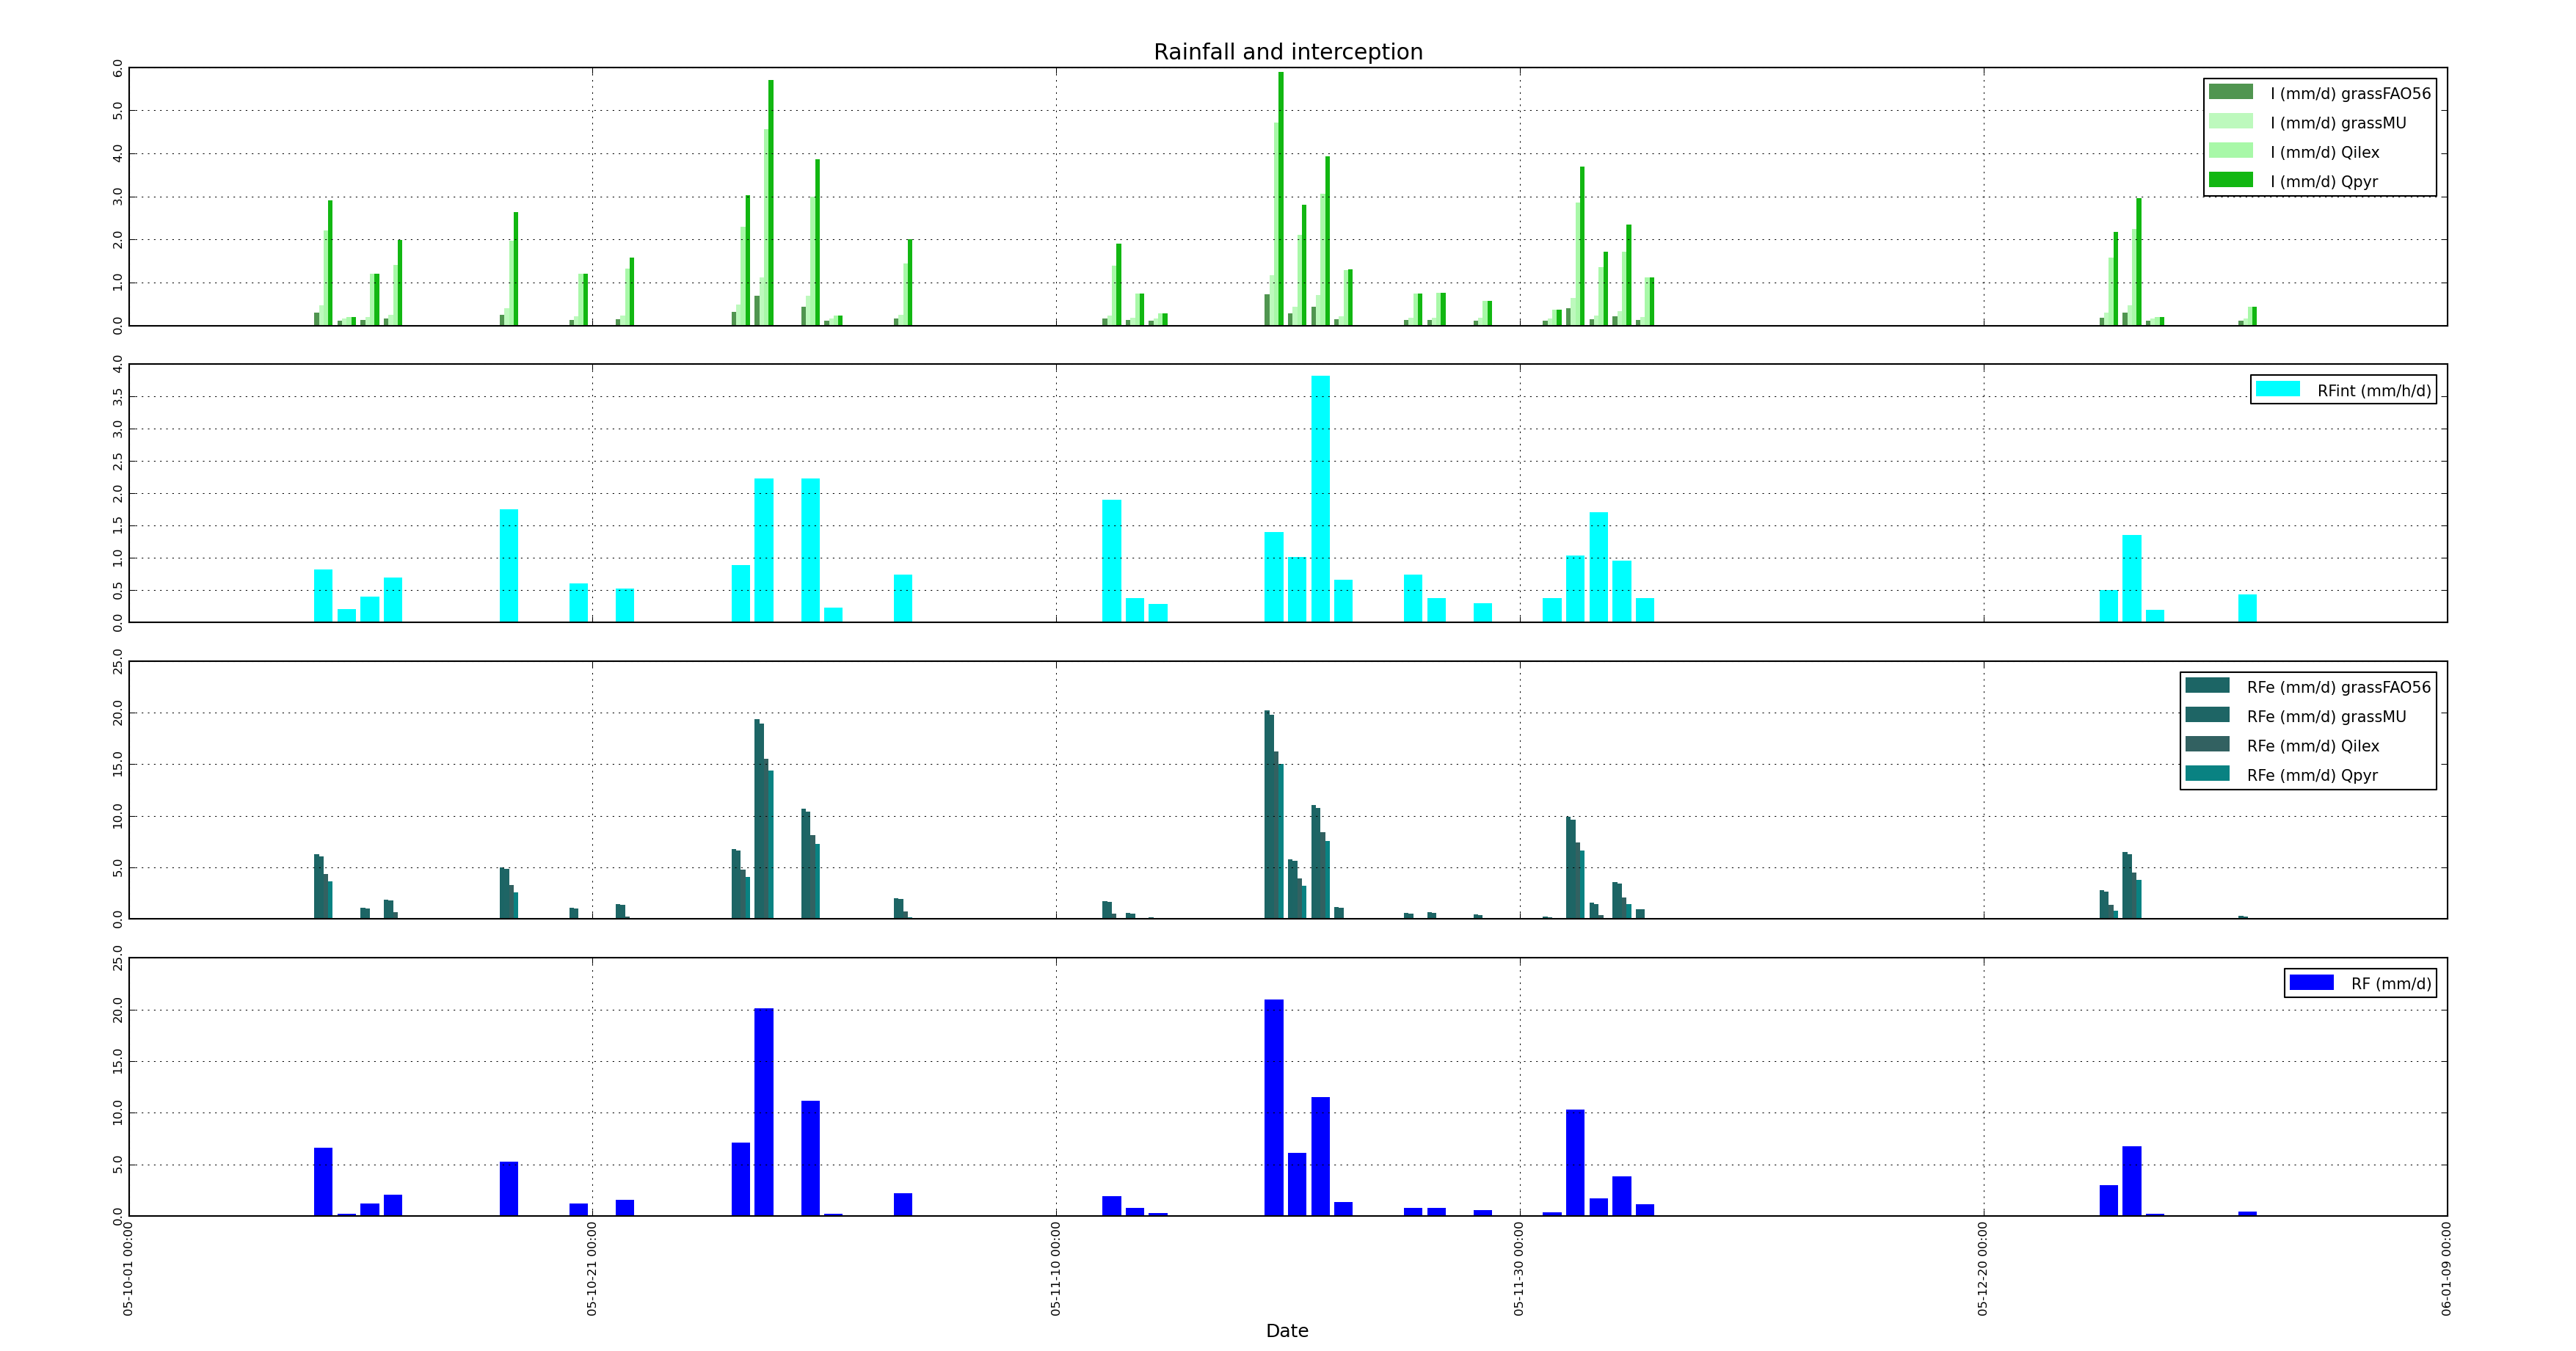 Rainfall and interception
6.0
5.0
4.0
3.0
2.0
1.0
0.0
I (mm/d) grassFAO56
I (mm/d) grassMU
I (mm/d) Qilex
I (mm/d) Qpyr
4.0
3.5
3.0
2.5
2.0
1.5
1.0
0.5
0.0
RFint (mm/h/d)
25.0
20.0
15.0
10.0
5.0
0.0
RFe (mm/d) grassFAO56
RFe (mm/d) grassMU
RFe (mm/d) Qilex
RFe (mm/d) Qpyr
25.0
20.0
15.0
10.0
5.0
0.0
RF (mm/d)
05-10-01 00:00
05-10-21 00:00
05-11-10 00:00
05-11-30 00:00
05-12-20 00:00
06-01-09 00:00
Date